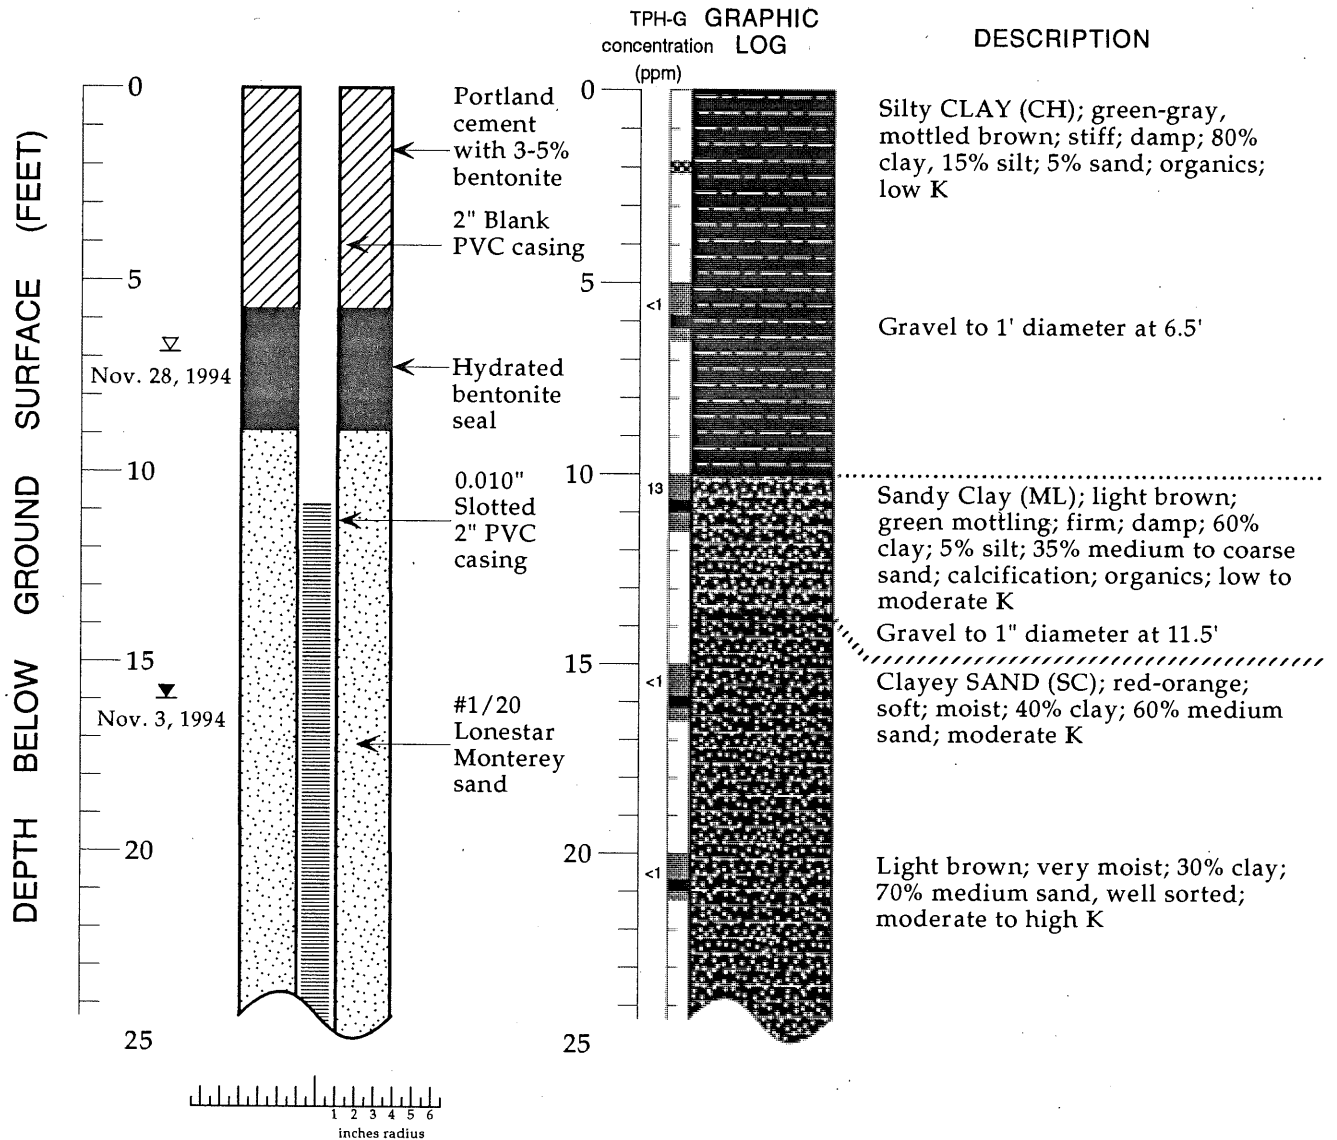 DEPTH BELOW GROUND SURFACE (FEET)
0
5
10
15
20
25
Nov. 28, 1994
Nov. 3, 1994
Portland
cement
with 3-5%
bentonite
2" Blank
PVC casing
Hydrated
bentonite
seal
0.010"
Slotted
2" PVC
casing
#1/20
Lonestar
Monterey
sand
1 2 3 4 5 6
inches radius
TPH-G
concentration
(ppm)
GRAPHIC
LOG
DESCRIPTION
0
5
10
15
20
25
<1
13
<1
<1
Silty CLAY (CH); green-gray,
mottled brown; stiff; damp; 80%
clay, 15% silt; 5% sand; organics;
low K
Gravel to 1' diameter at 6.5'
Sandy Clay (ML); light brown;
green mottling; firm; damp; 60%
clay; 5% silt; 35% medium to coarse
sand; calcification; organics; low to
moderate K
Gravel to 1" diameter at 11.5'
Clayey SAND (SC); red-orange;
soft; moist; 40% clay; 60% medium
sand; moderate K
Light brown; very moist; 30% clay;
70% medium sand, well sorted;
moderate to high K